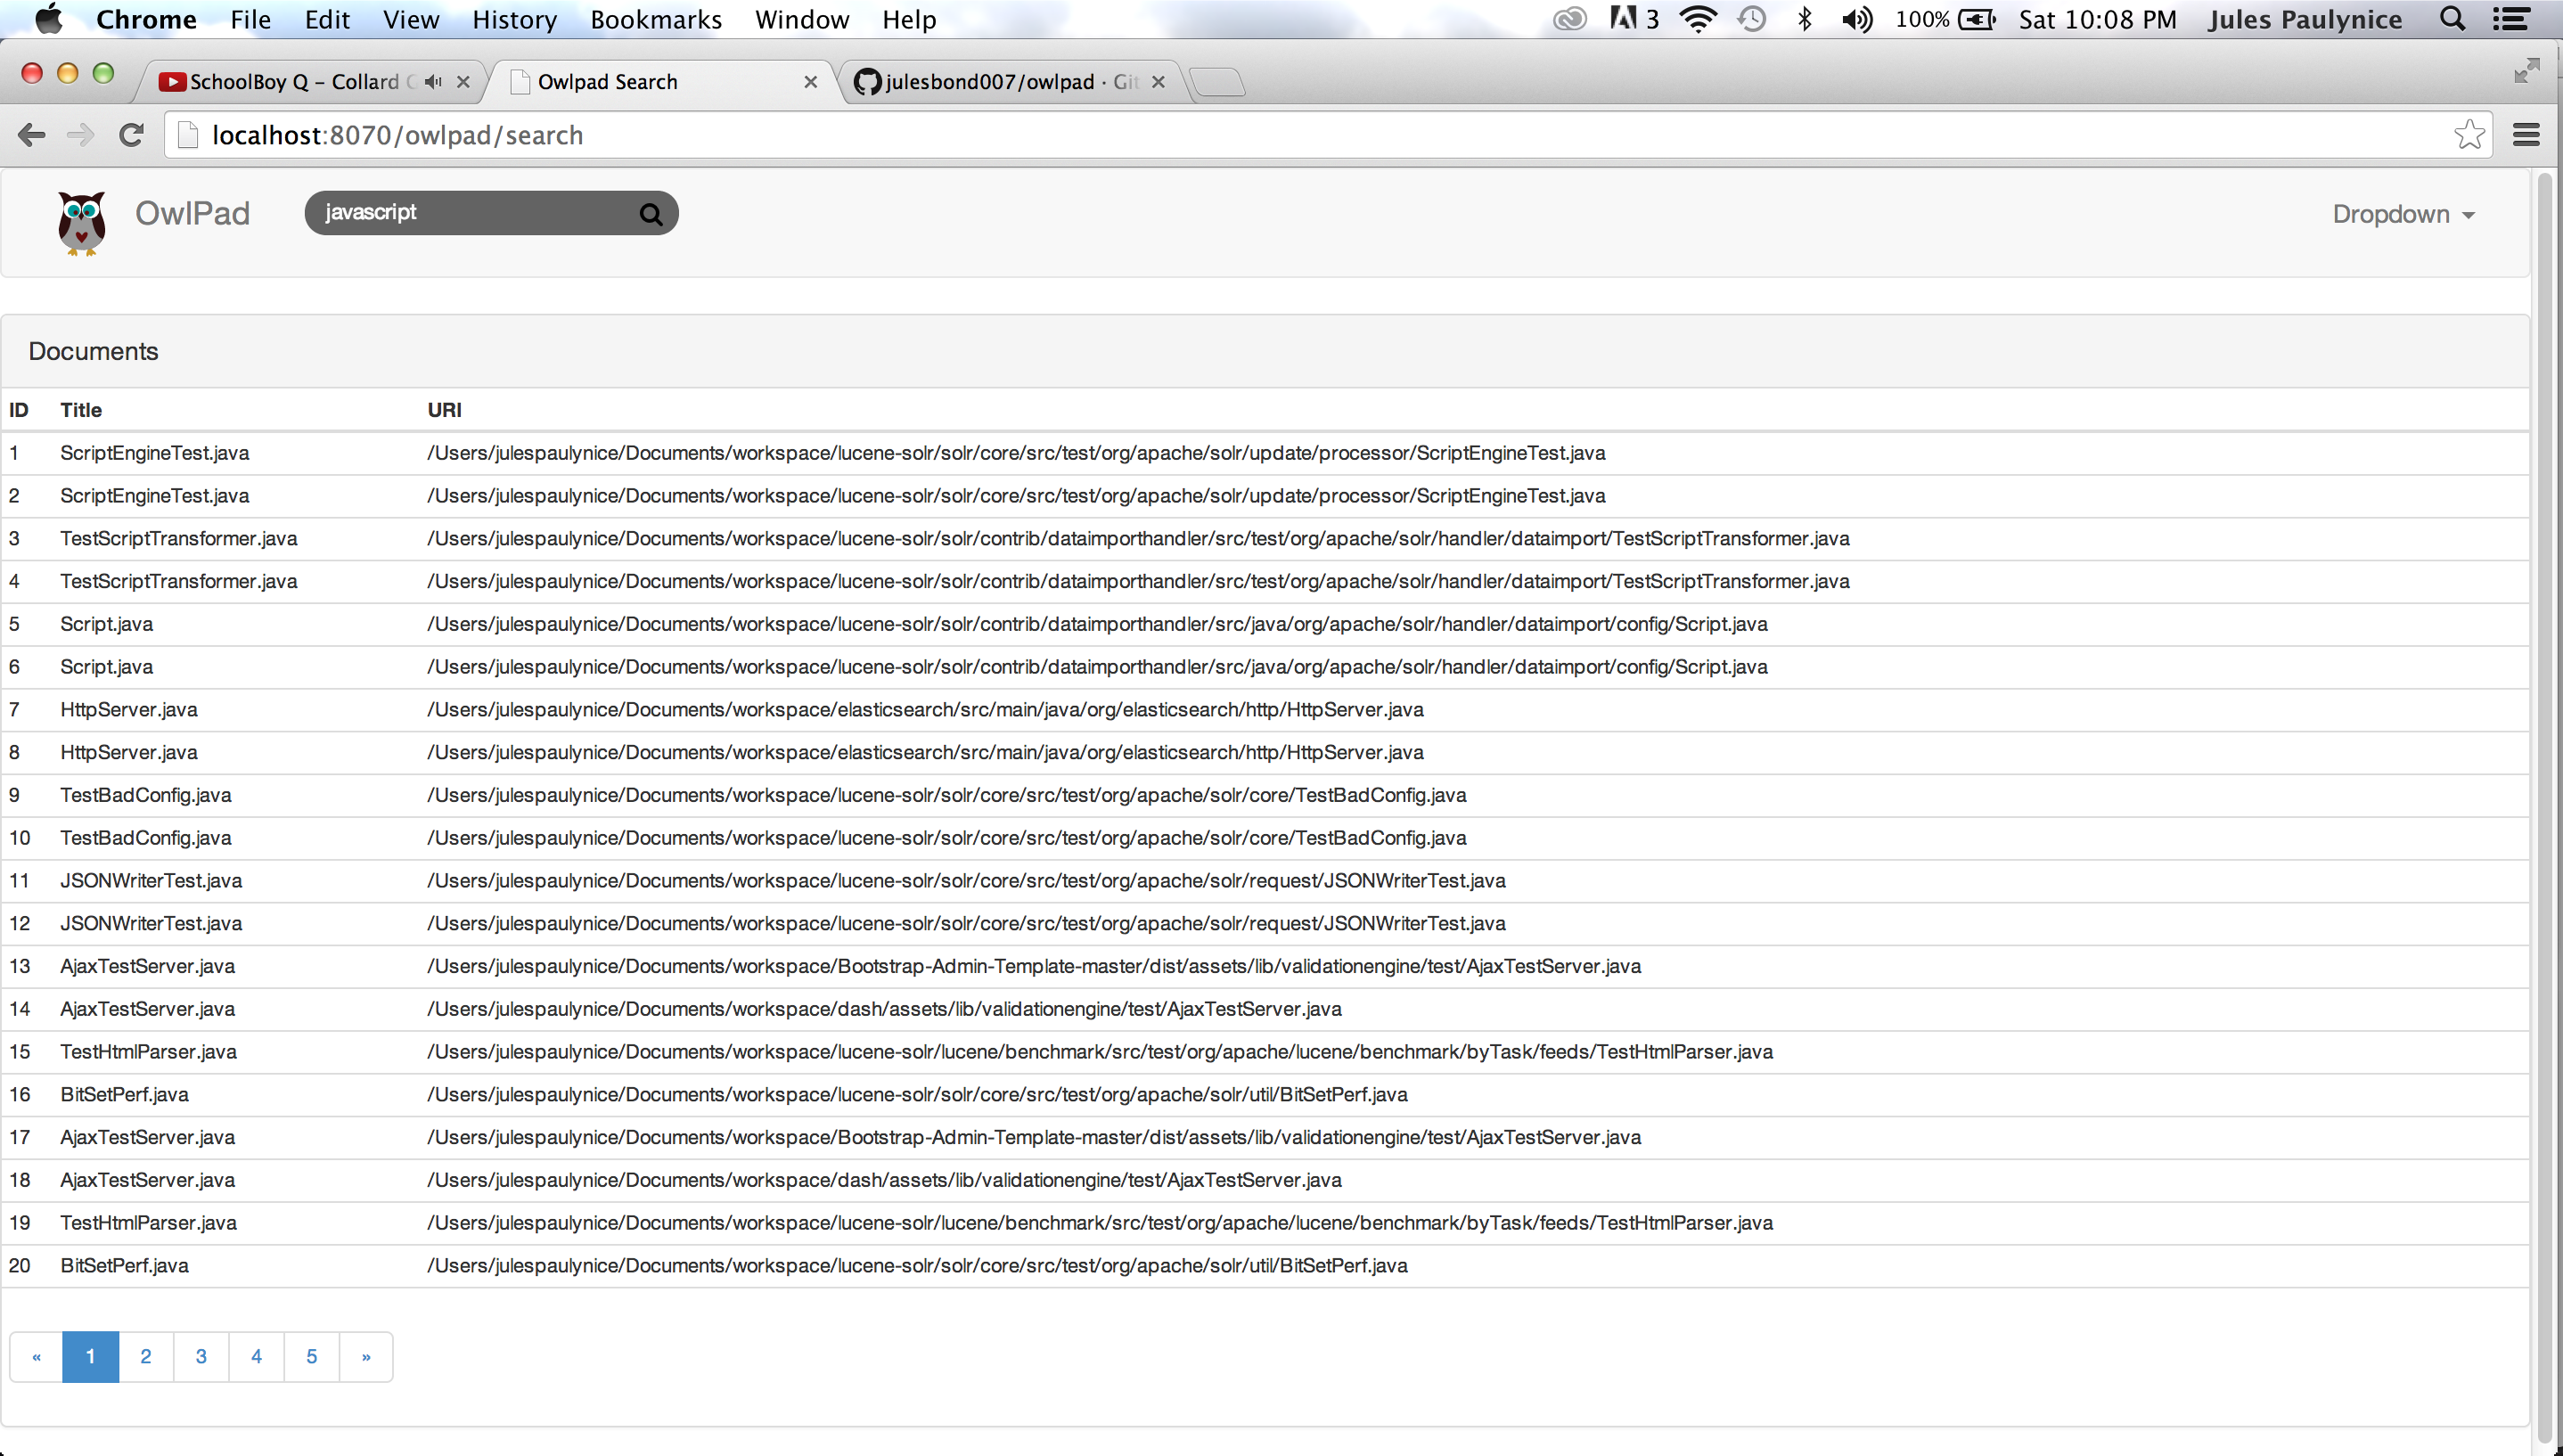 Chrome File Edit View History Bookmarks Window Help 3 100% Sat 10:08 PM Jules Paulynice
SchoolBoy Q – Collard Owlpad Search julesbond007/owlpad · Git
localhost:8070/owlpad/search
OwlPad javascript Dropdown
Documents
ID Title URI
1 ScriptEngineTest.java /Users/julespaulynice/Documents/workspace/lucene-solr/solr/core/src/test/org/apache/solr/update/processor/ScriptEngineTest.java
2 ScriptEngineTest.java /Users/julespaulynice/Documents/workspace/lucene-solr/solr/core/src/test/org/apache/solr/update/processor/ScriptEngineTest.java
3 TestScriptTransformer.java /Users/julespaulynice/Documents/workspace/lucene-solr/solr/contrib/dataimporthandler/src/test/org/apache/solr/handler/dataimport/TestScriptTransformer.java
4 TestScriptTransformer.java /Users/julespaulynice/Documents/workspace/lucene-solr/solr/contrib/dataimporthandler/src/test/org/apache/solr/handler/dataimport/TestScriptTransformer.java
5 Script.java /Users/julespaulynice/Documents/workspace/lucene-solr/solr/contrib/dataimporthandler/src/java/org/apache/solr/handler/dataimport/config/Script.java
6 Script.java /Users/julespaulynice/Documents/workspace/lucene-solr/solr/contrib/dataimporthandler/src/java/org/apache/solr/handler/dataimport/config/Script.java
7 HttpServer.java /Users/julespaulynice/Documents/workspace/elasticsearch/src/main/java/org/elasticsearch/http/HttpServer.java
8 HttpServer.java /Users/julespaulynice/Documents/workspace/elasticsearch/src/main/java/org/elasticsearch/http/HttpServer.java
9 TestBadConfig.java /Users/julespaulynice/Documents/workspace/lucene-solr/solr/core/src/test/org/apache/solr/core/TestBadConfig.java
10 TestBadConfig.java /Users/julespaulynice/Documents/workspace/lucene-solr/solr/core/src/test/org/apache/solr/core/TestBadConfig.java
11 JSONWriterTest.java /Users/julespaulynice/Documents/workspace/lucene-solr/solr/core/src/test/org/apache/solr/request/JSONWriterTest.java
12 JSONWriterTest.java /Users/julespaulynice/Documents/workspace/lucene-solr/solr/core/src/test/org/apache/solr/request/JSONWriterTest.java
13 AjaxTestServer.java /Users/julespaulynice/Documents/workspace/Bootstrap-Admin-Template-master/dist/assets/lib/validationengine/test/AjaxTestServer.java
14 AjaxTestServer.java /Users/julespaulynice/Documents/workspace/dash/assets/lib/validationengine/test/AjaxTestServer.java
15 TestHtmlParser.java /Users/julespaulynice/Documents/workspace/lucene-solr/lucene/benchmark/src/test/org/apache/lucene/benchmark/byTask/feeds/TestHtmlParser.java
16 BitSetPerf.java /Users/julespaulynice/Documents/workspace/lucene-solr/solr/core/src/test/org/apache/solr/util/BitSetPerf.java
17 AjaxTestServer.java /Users/julespaulynice/Documents/workspace/Bootstrap-Admin-Template-master/dist/assets/lib/validationengine/test/AjaxTestServer.java
18 AjaxTestServer.java /Users/julespaulynice/Documents/workspace/dash/assets/lib/validationengine/test/AjaxTestServer.java
19 TestHtmlParser.java /Users/julespaulynice/Documents/workspace/lucene-solr/lucene/benchmark/src/test/org/apache/lucene/benchmark/byTask/feeds/TestHtmlParser.java
20 BitSetPerf.java /Users/julespaulynice/Documents/workspace/lucene-solr/solr/core/src/test/org/apache/solr/util/BitSetPerf.java
« 1 2 3 4 5 »